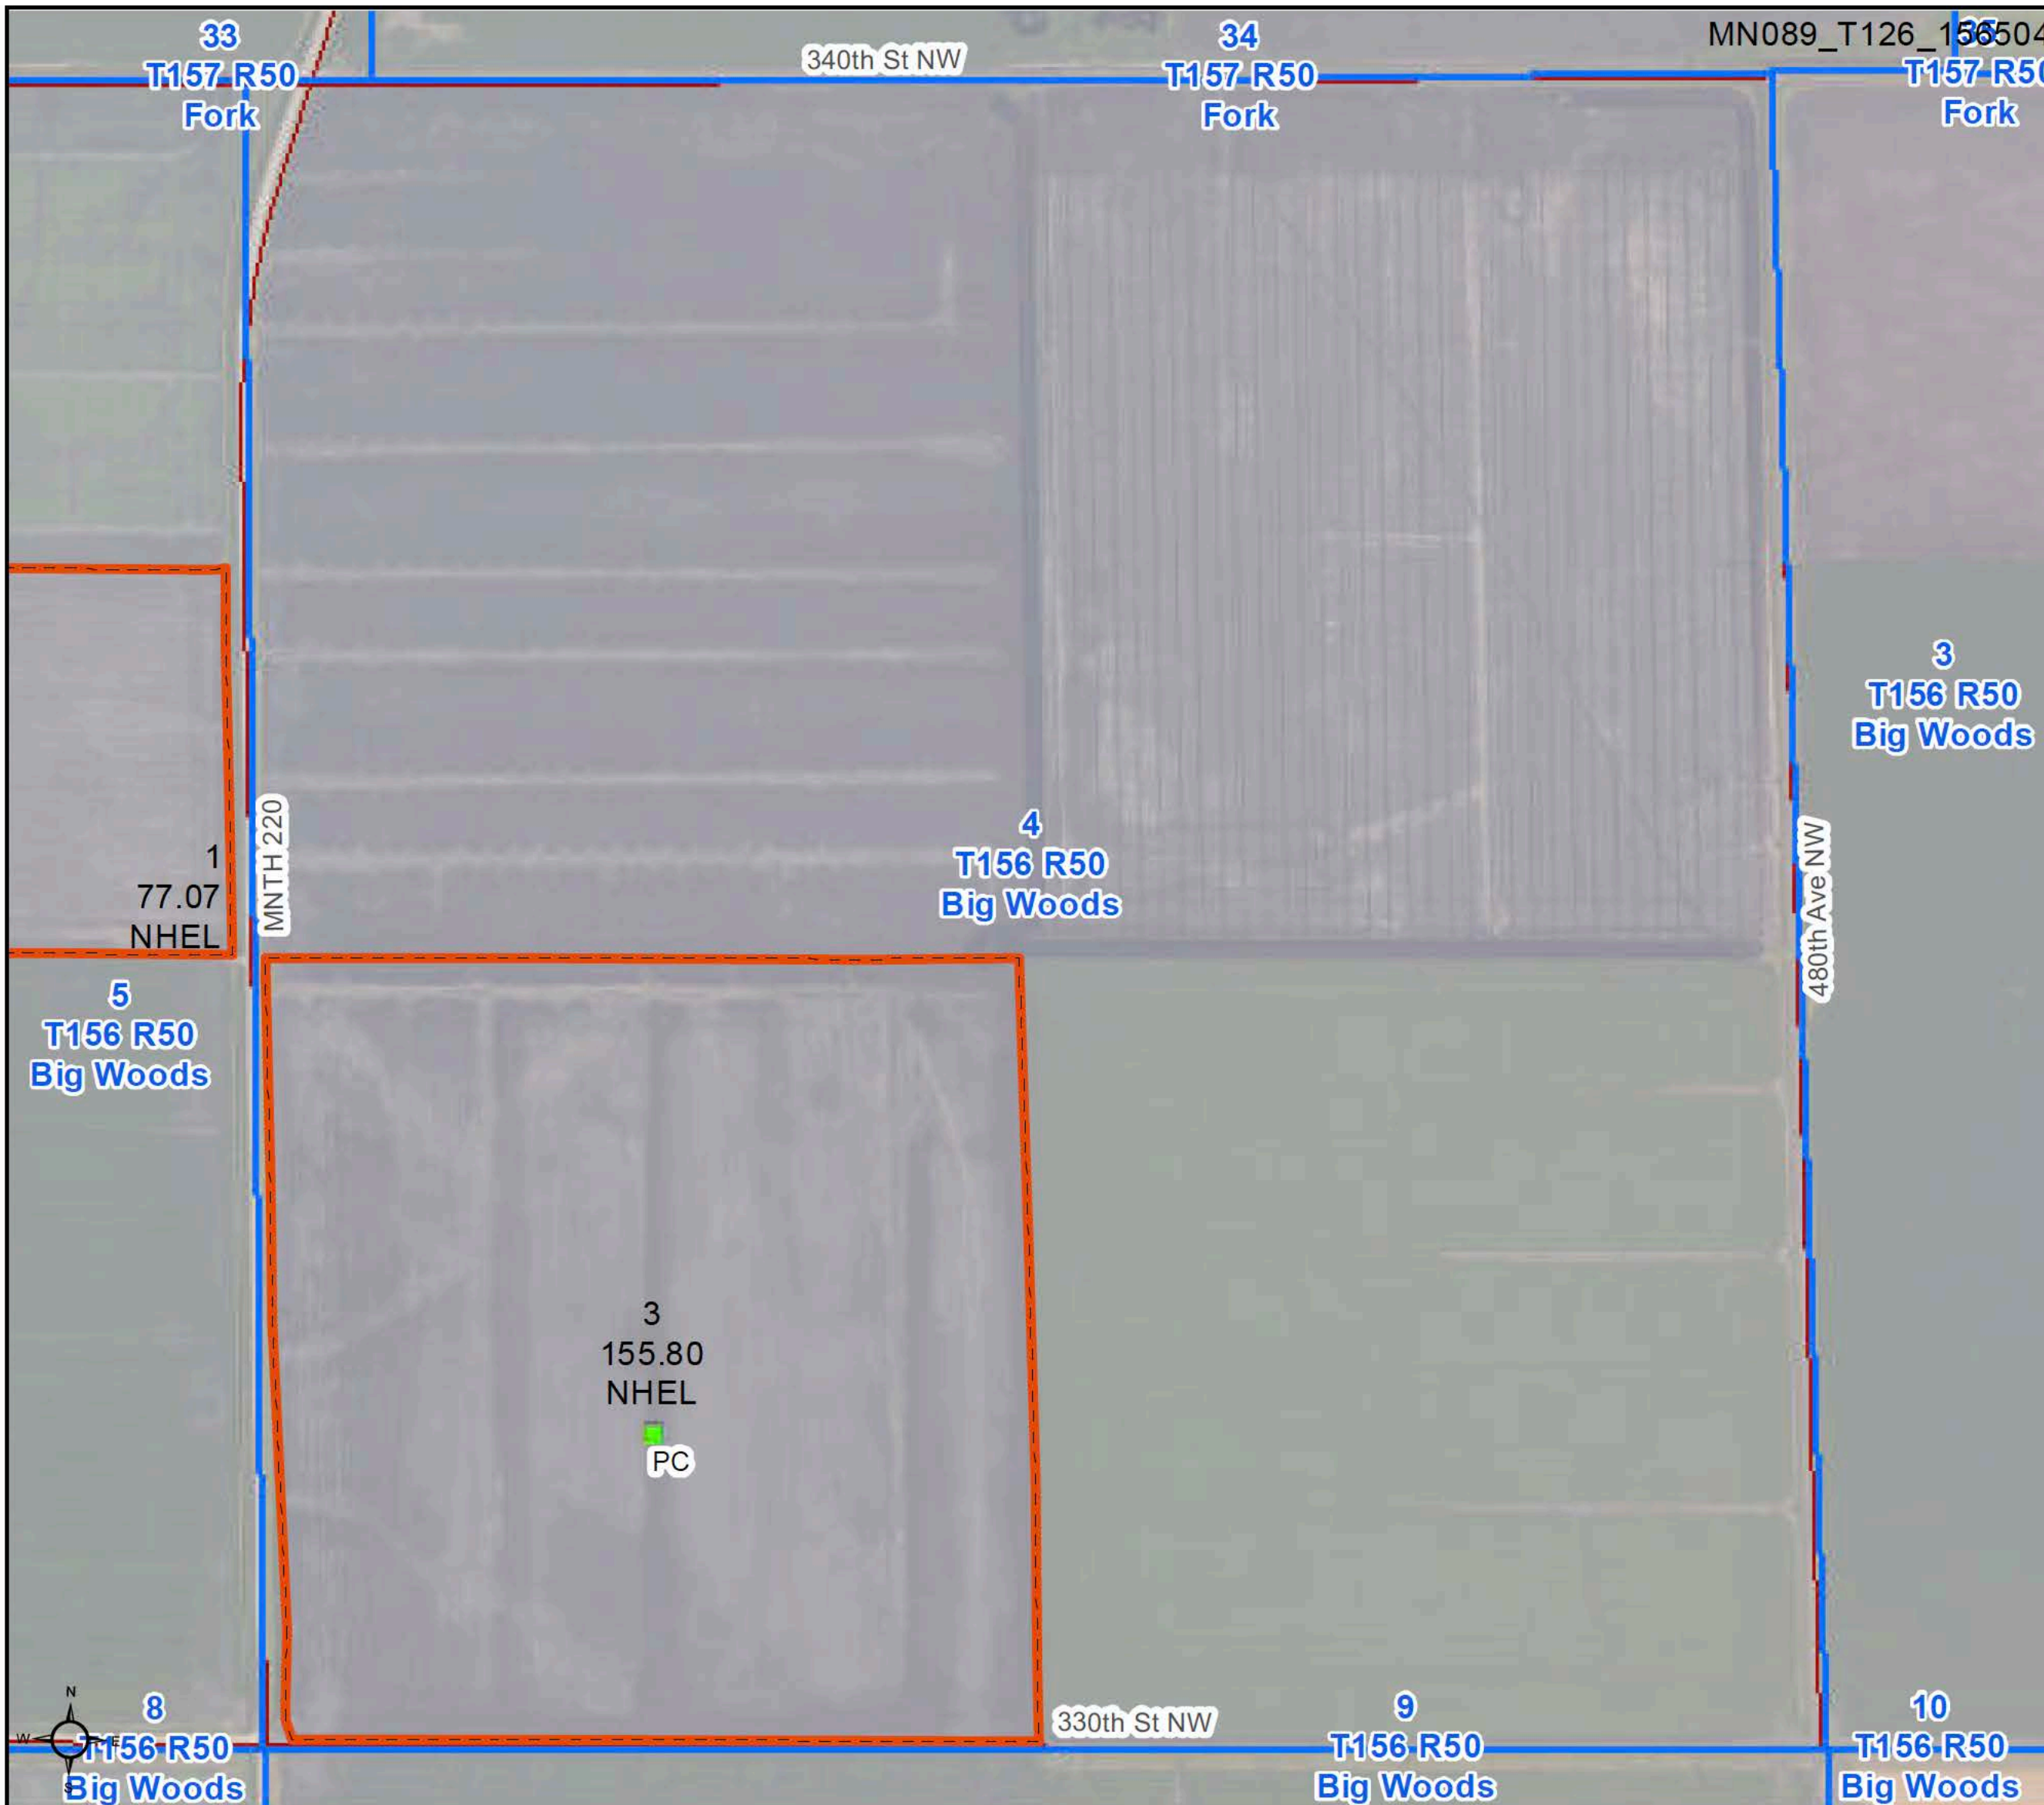 33
T157 R50
Fork
340th St NW
34
T157 R50
Fork
MN089_T126_156504
35
T157 R50
Fork
3
T156 R50
Big Woods
MNTH 220
1
77.07
NHEL
4
T156 R50
Big Woods
480th Ave NW
5
T156 R50
Big Woods
3
155.80
NHEL
PC
N
W
E
S
8
T156 R50
Big Woods
330th St NW
9
T156 R50
Big Woods
10
T156 R50
Big Woods